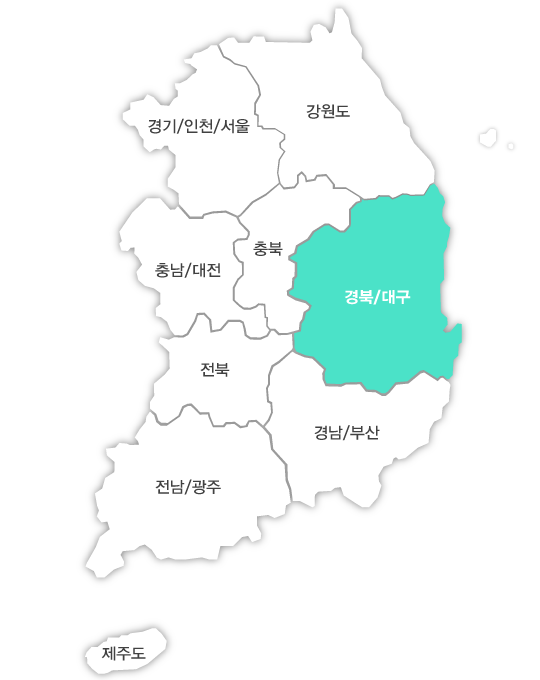 강원도
경기/인천/서울
충북
충남/대전
경북/대구
전북
경남/부산
전남/광주
제주도